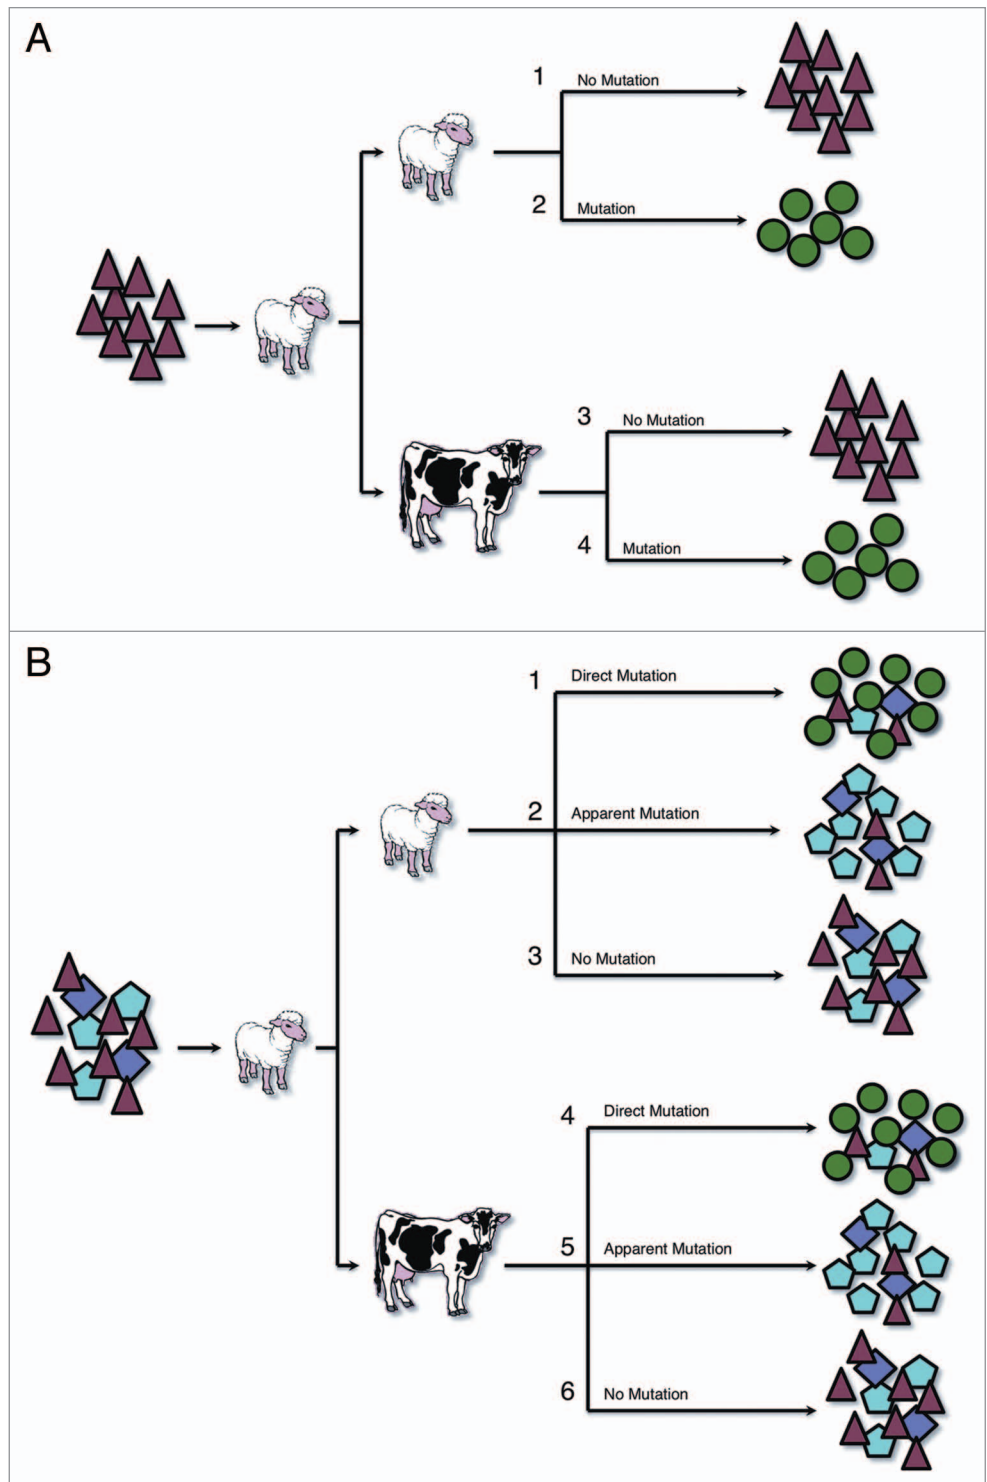 A
1 No Mutation
2 Mutation
3 No Mutation
4 Mutation
B
1 Direct Mutation
2 Apparent Mutation
3 No Mutation
4 Direct Mutation
5 Apparent Mutation
6 No Mutation